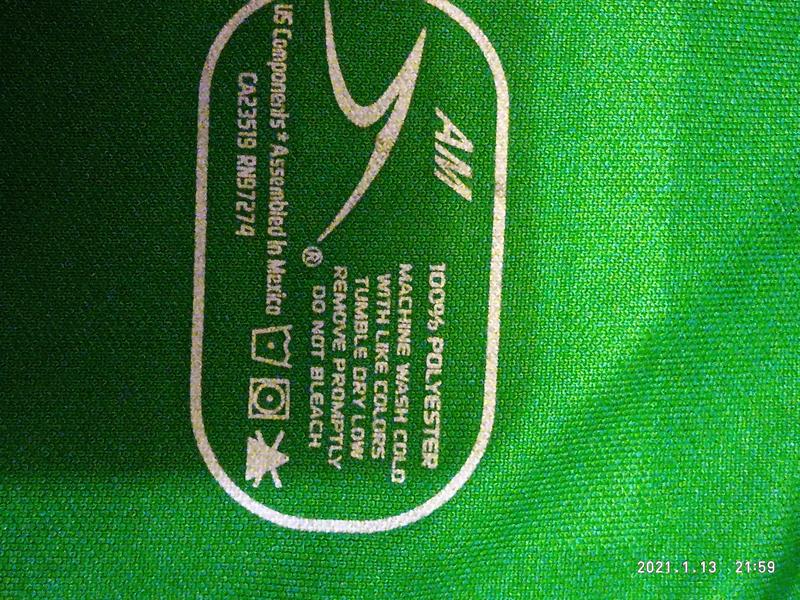 AM
®
100% POLYESTER
MACHINE WASH COLD
WITH LIKE COLORS
TUMBLE DRY LOW
REMOVE PROMPTLY
DO NOT BLEACH
US Components * Assembled In Mexico
CA23519 RN97274
2021.1.13 21:59